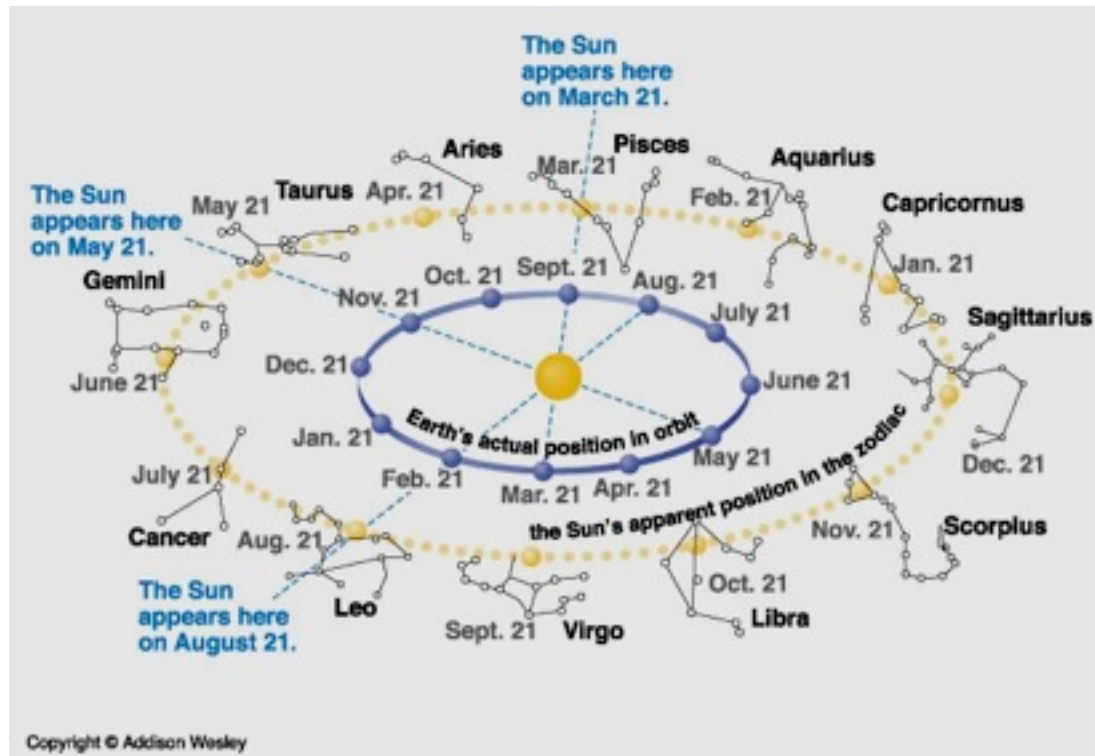 The Sun
appears here
on March 21.
Aries
Mar. 21
Pisces
Aquarius
Taurus
Apr. 21
Feb. 21
Capricornus
The Sun
appears here
on May 21.
May 21
Jan. 21
Gemini
Oct. 21
Sept. 21
Aug. 21
Nov. 21
July 21
Sagittarius
June 21
Dec. 21
June 21
Earth's actual position in orbit
Jan. 21
May 21
Dec. 21
July 21
Feb. 21
Mar. 21
Apr. 21
the Sun's apparent position in the zodiac
Cancer
Aug. 21
Nov. 21
Scorpius
The Sun
appears here
on August 21.
Leo
Sept. 21
Virgo
Oct. 21
Libra
Copyright © Addison Wesley